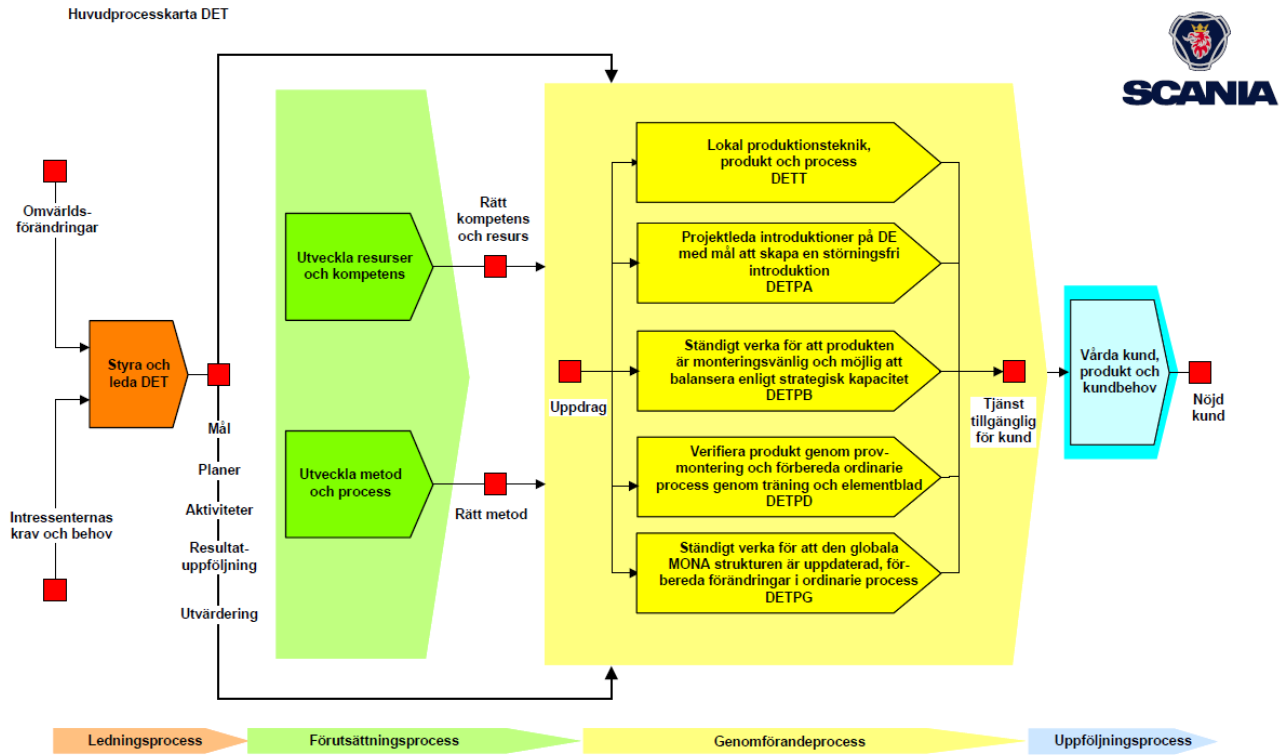 Huvudprocesskarta DET
SCANIA
Omvärlds-
förändringar
Styra och
leda DET
Intressenternas
krav och behov
Mål
Planer
Aktiviteter
Resultat-
uppföljning
Utvärdering
Utveckla resurser
och kompetens
Utveckla metod
och process
Rätt
kompetens
och resurs
Rätt metod
Uppdrag
Lokal produktionsteknik,
produkt och process
DETT
Projektleda introduktioner på DE
med mål att skapa en störningsfri
introduktion
DETPA
Ständigt verka för att produkten
är monteringsvänlig och möjlig att
balansera enligt strategisk kapacitet
DETPB
Verifiera produkt genom prov-
montering och förbereda ordinarie
process genom träning och elementblad
DETPD
Ständigt verka för att den globala
MONA strukturen är uppdaterad, för-
bereda förändringar i ordinarie process
DETPG
Tjänst
tillgänglig
för kund
Vårda kund,
produkt och
kundbehov
Nöjd
kund
Ledningsprocess
Förutsättningsprocess
Genomförandeprocess
Uppföljningsprocess